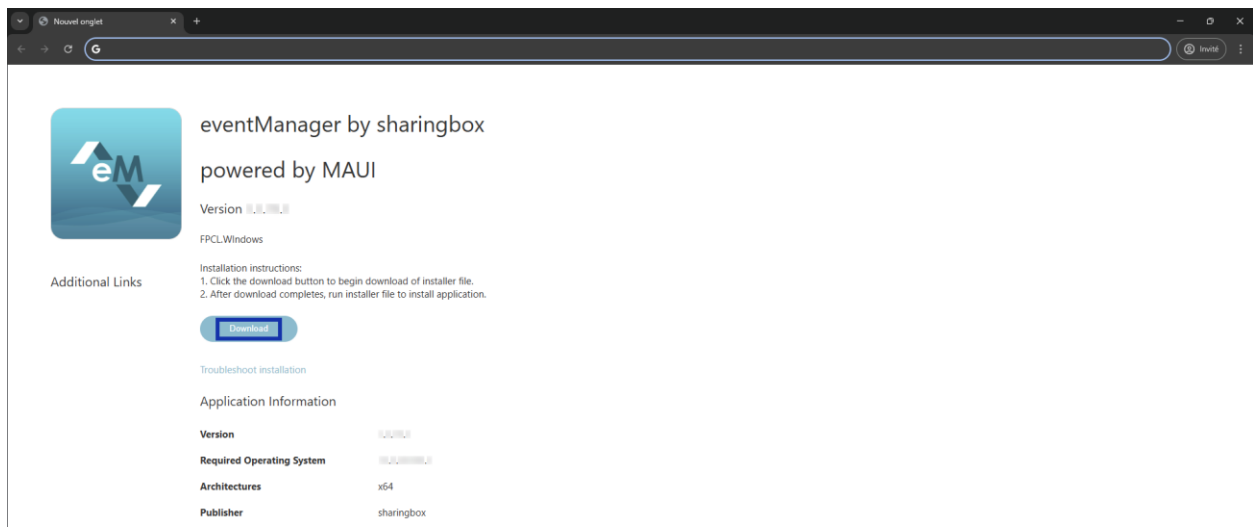 Nouvel onglet
G
Invité
eM
eventManager by sharingbox
powered by MAUI
Version
FPCL.WIndows
Additional Links
Installation instructions:
1. Click the download button to begin download of installer file.
2. After download completes, run installer file to install application.
Download
Troubleshoot installation
Application Information
Version
Required Operating System
Architectures x64
Publisher sharingbox